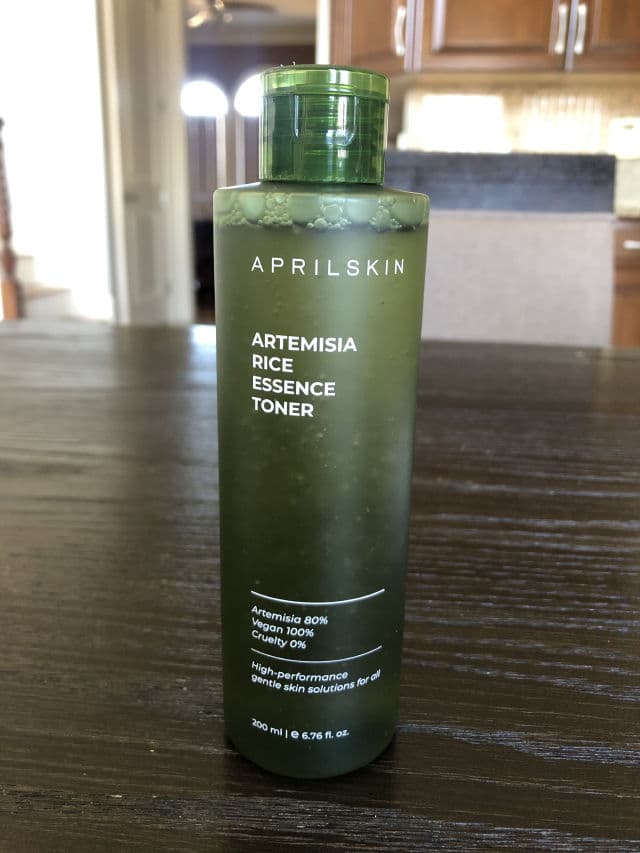 APRILSKIN
ARTEMISIA
RICE
ESSENCE
TONER
Artemisia 80%
Vegan 100%
Cruelty 0%
High-performance
gentle skin solutions for all
200 ml | ℮ 6.76 fl. oz.